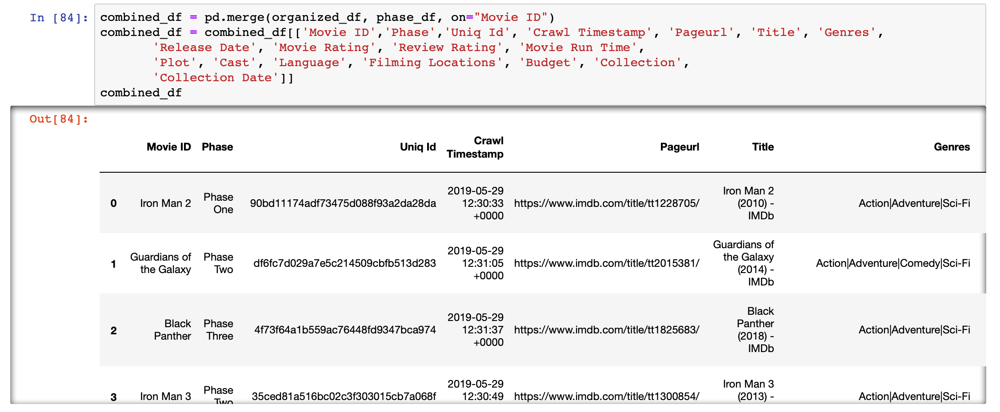 In [84]:
combined_df = pd.merge(organized_df, phase_df, on="Movie ID")
combined_df = combined_df[['Movie ID','Phase','Uniq Id', 'Crawl Timestamp', 'Pageurl', 'Title', 'Genres',
'Release Date', 'Movie Rating', 'Review Rating', 'Movie Run Time',
'Plot', 'Cast', 'Language', 'Filming Locations', 'Budget', 'Collection',
'Collection Date']]
combined_df
Out[84]:
Movie ID Phase Uniq Id Crawl Timestamp Pageurl Title Genres
0 Iron Man 2 Phase One 90bd11174adf73475d088f93a2da28da 2019-05-29 12:30:33 +0000 https://www.imdb.com/title/tt1228705/ Iron Man 2 (2010) - IMDb Action|Adventure|Sci-Fi
1 Guardians of the Galaxy Phase Two df6fc7d029a7e5c214509cbfb513d283 2019-05-29 12:31:05 +0000 https://www.imdb.com/title/tt2015381/ Guardians of the Galaxy (2014) - IMDb Action|Adventure|Comedy|Sci-Fi
2 Black Panther Phase Three 4f73f64a1b559ac76448fd9347bca974 2019-05-29 12:31:37 +0000 https://www.imdb.com/title/tt1825683/ Black Panther (2018) - IMDb Action|Adventure|Sci-Fi
3 Iron Man 3 Phase Two 35ced81a516bc02c3f303015cb7a068f 2019-05-29 12:30:49 https://www.imdb.com/title/tt1300854/ Iron Man 3 (2013) - Action|Adventure|Sci-Fi